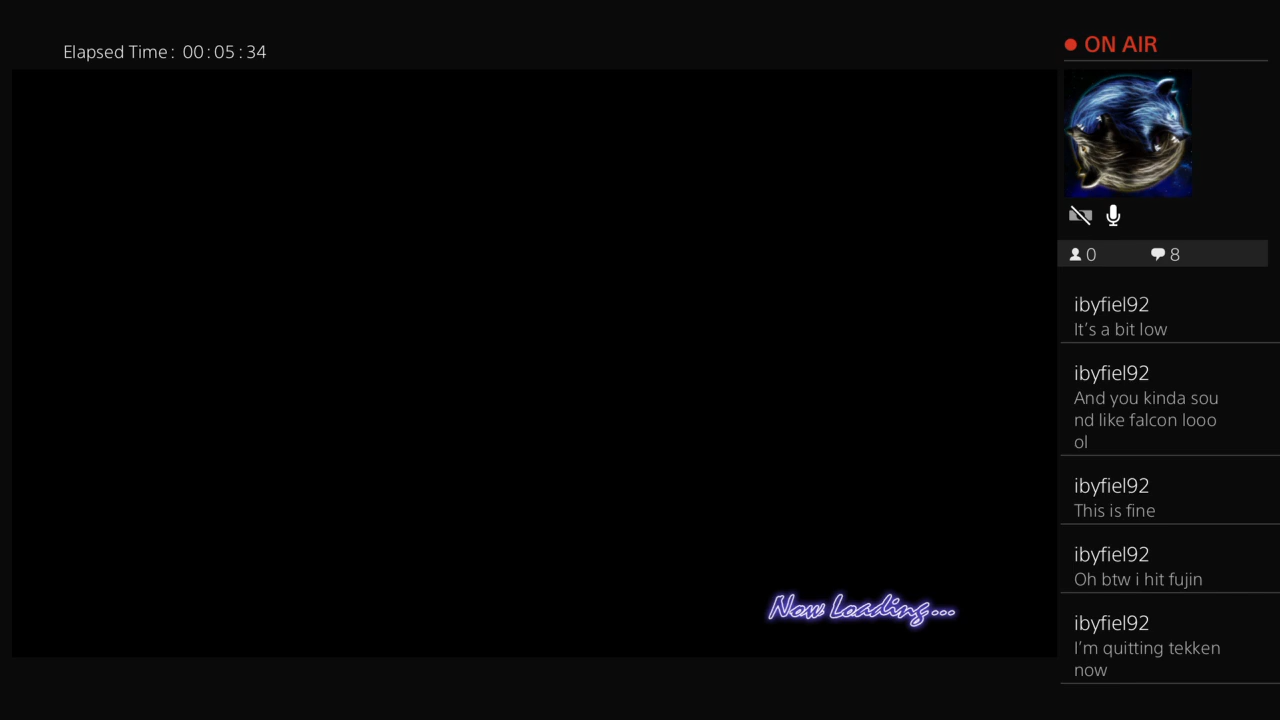 Elapsed Time: 00:05:34
ON AIR
0 8
ibyfiel92
It's a bit low
ibyfiel92
And you kinda sou
nd like falcon looo
ol
ibyfiel92
This is fine
ibyfiel92
Oh btw i hit fujin
ibyfiel92
I'm quitting tekken
now
Now Loading...